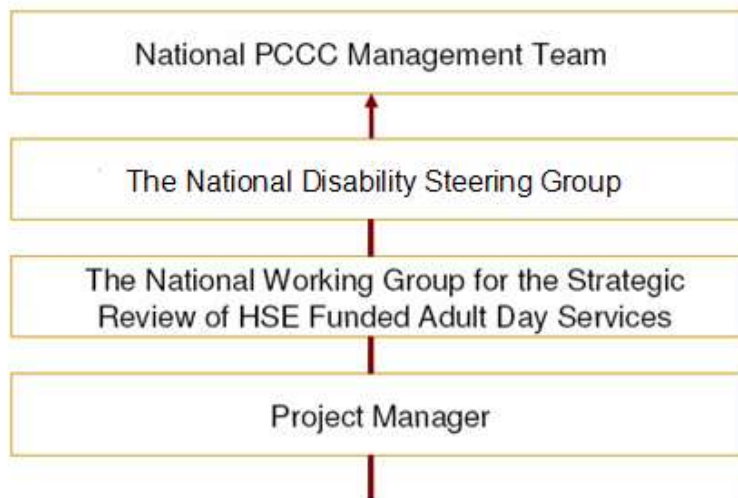 National PCCC Management Team
The National Disability Steering Group
The National Working Group for the Strategic
Review of HSE Funded Adult Day Services
Project Manager